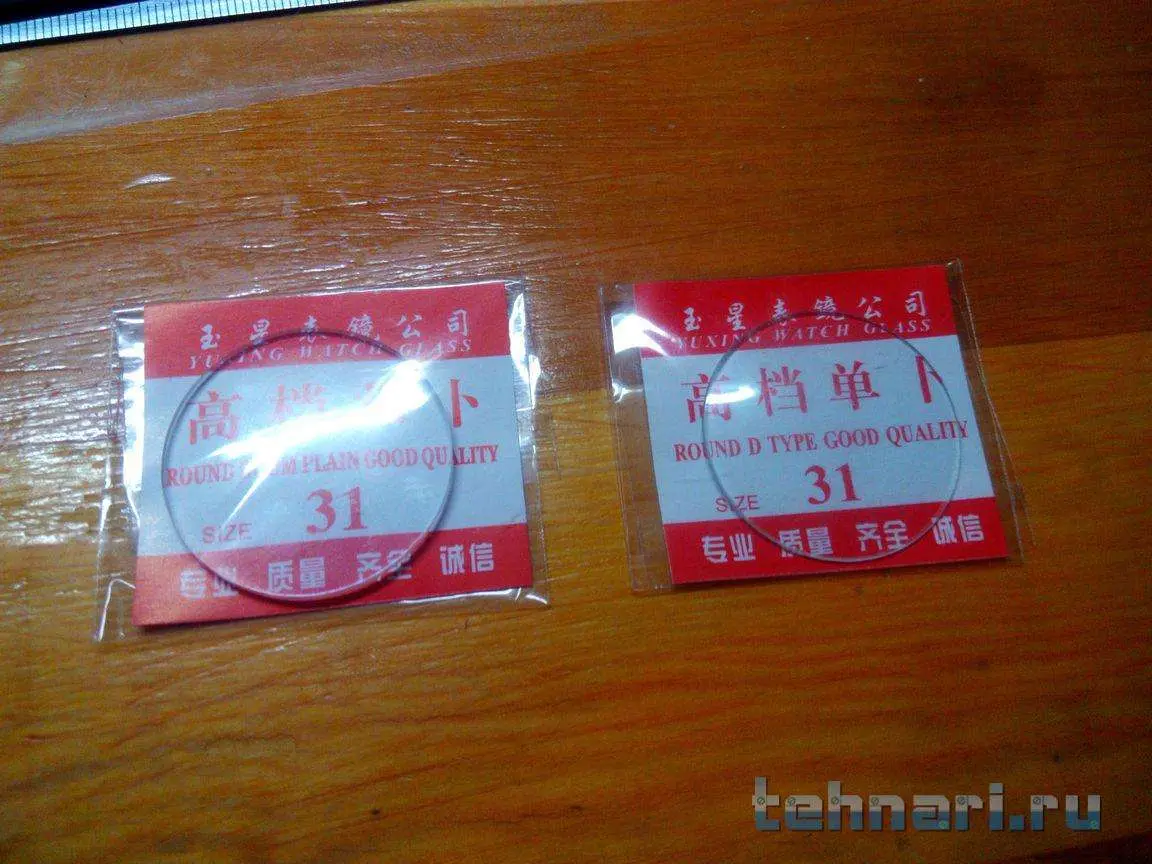 玉星表镜公司
YUXING WATCH GLASS
高档 卜
ROUND PLAIN GOOD QUALITY
SIZE 31
专业 质量 齐全 诚信
玉星表镜公司
YUXING WATCH GLASS
高档单卜
ROUND D TYPE GOOD QUALITY
SIZE 31
专业 质量 齐全 诚信
tehnari.ru